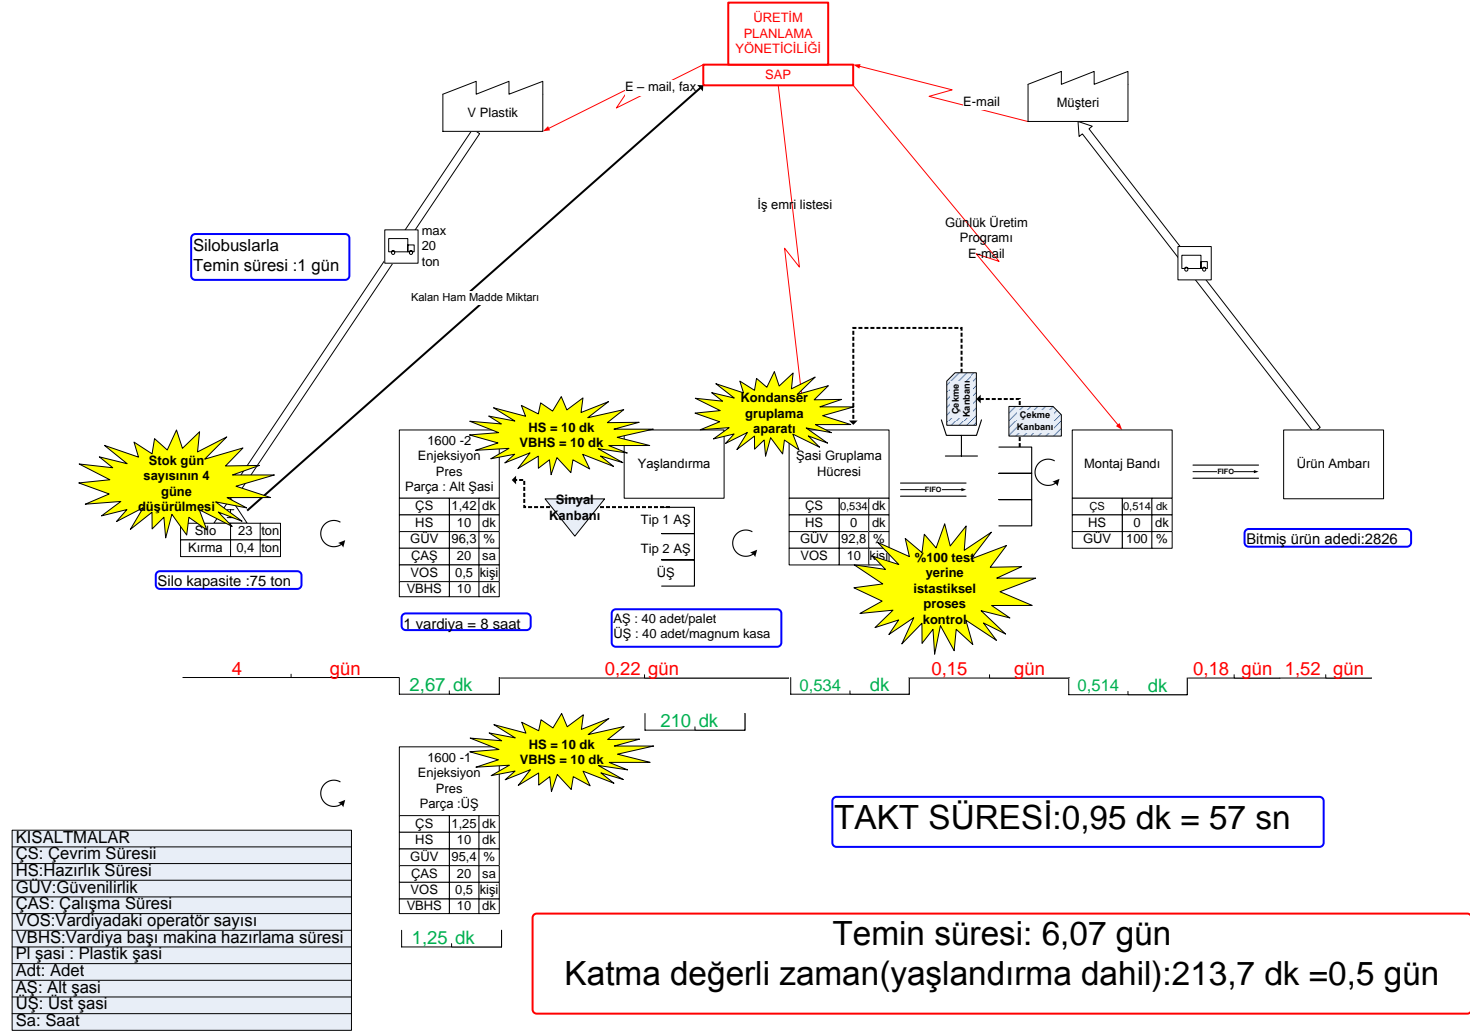 ÜRETİM
PLANLAMA
YÖNETİCİLİĞİ
SAP
E – mail, fax
E-mail
V Plastik
Müşteri
İş emri listesi
Günlük Üretim
Programı
E-mail
Silobuslarla
Temin süresi :1 gün
max
20
ton
Kalan Ham Madde Miktarı
Stok gün
sayısının 4
güne
düşürülmesi
Silo 23 ton
Kırma 0,4 ton
Silo kapasite :75 ton
1600 -2
Enjeksiyon
Pres
Parça : Alt Şasi
ÇS 1,42 dk
HS 10 dk
GÜV 96,3 %
ÇAŞ 20 sa
VOS 0,5 kişi
VBHS 10 dk
HS = 10 dk
VBHS = 10 dk
1 vardiya = 8 saat
Yaşlandırma
Sinyal
Kanbanı
Tip 1 AŞ
Tip 2 AŞ
ÜŞ
AŞ : 40 adet/palet
ÜŞ : 40 adet/magnum kasa
Kondanser
gruplama
aparatı
Şasi Gruplama
Hücresi
ÇS 0,534 dk
HS 0 dk
GÜV 92,8 %
VOS 10 kişi
%100 test
yerine
istastiksel
proses
kontrol
FIFO
Çekme
Kanbanı
Çekme
Kanbanı
Montaj Bandı
ÇS 0,514 dk
HS 0 dk
GÜV 100 %
FIFO
Ürün Ambarı
Bitmiş ürün adedi:2826
4 gün
2,67 dk
0,22 gün
210 dk
0,534 dk
0,15 gün
0,514 dk
0,18 gün
1,52 gün
1600 -1
Enjeksiyon
Pres
Parça :ÜŞ
ÇS 1,25 dk
HS 10 dk
GÜV 95,4 %
ÇAŞ 20 sa
VOS 0,5 kişi
VBHS 10 dk
HS = 10 dk
VBHS = 10 dk
1,25 dk
TAKT SÜRESİ:0,95 dk = 57 sn
KISALTMALAR
ÇS: Çevrim Süresii
HS:Hazırlık Süresi
GÜV:Güvenilirlik
ÇAS: Çalışma Süresi
VOS:Vardiyadaki operatör sayısı
VBHS:Vardiya başı makina hazırlama süresi
Pl şasi : Plastik şasi
Adt: Adet
AŞ: Alt şasi
ÜŞ: Üst şasi
Sa: Saat
Temin süresi: 6,07 gün
Katma değerli zaman(yaşlandırma dahil):213,7 dk =0,5 gün